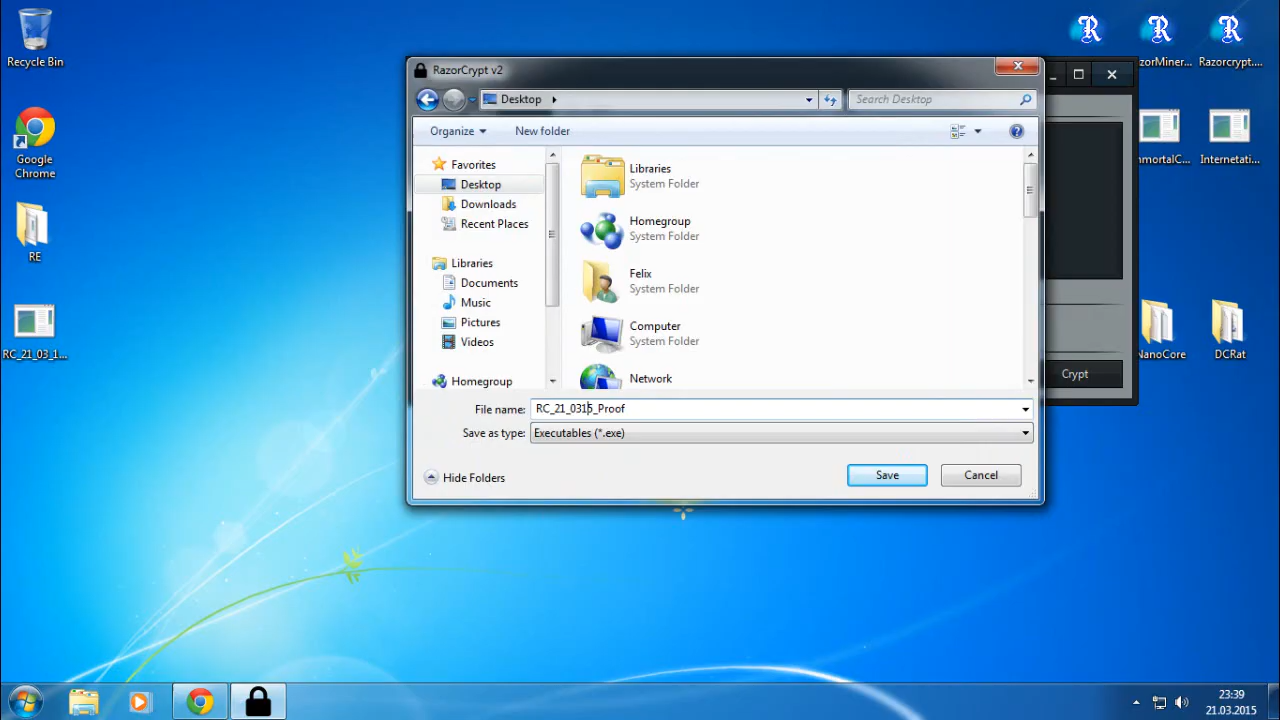 Recycle Bin
Google
Chrome
RE
RC_21_03_1...
RazorCrypt v2
Desktop
Search Desktop
Organize
New folder
Favorites
Desktop
Downloads
Recent Places
Libraries
Documents
Music
Pictures
Videos
Homegroup
Libraries
System Folder
Homegroup
System Folder
Felix
System Folder
Computer
System Folder
Network
File name:
RC_21_0315_Proof
Save as type:
Executables (*.exe)
Hide Folders
Save
Cancel
R
R
R
zorMiner...
Razorcrypt....
mmortalC...
Internetati...
NanoCore
DCRat
Crypt
23:39
21.03.2015